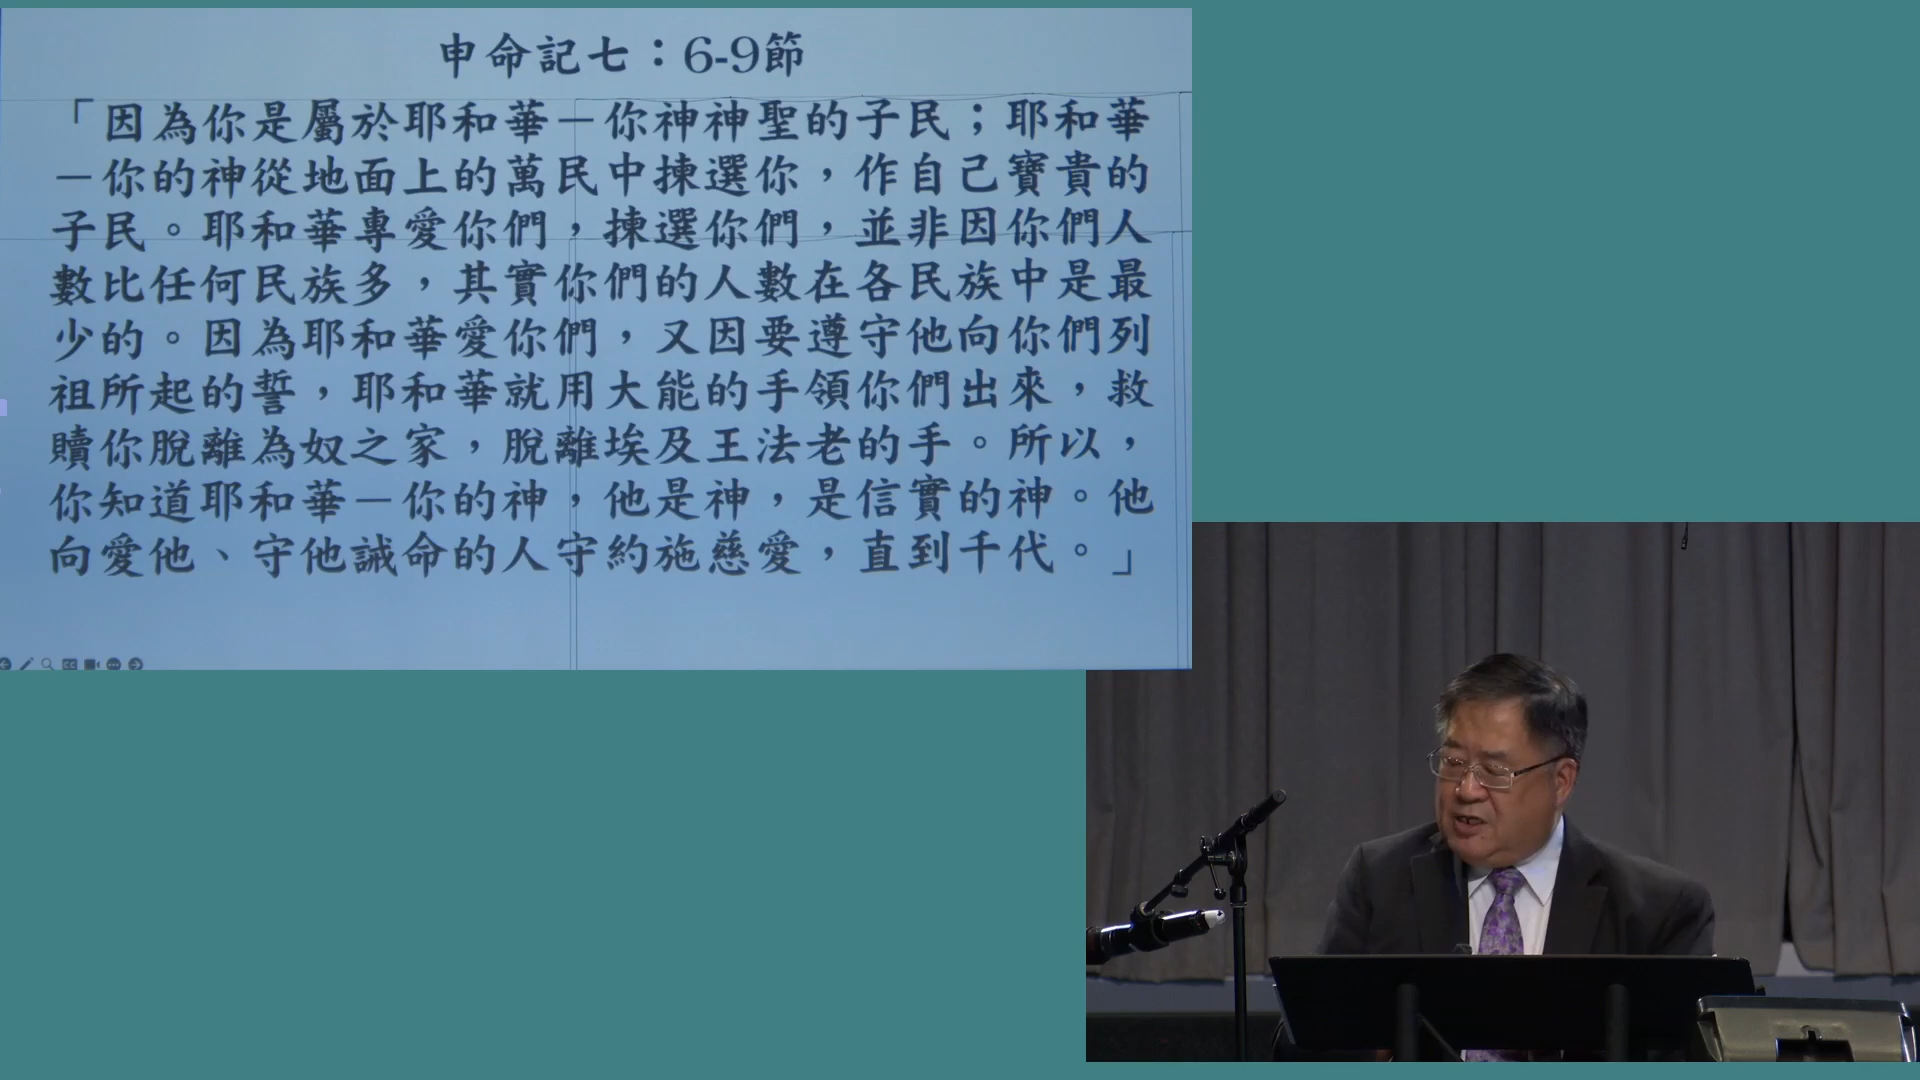 申命記七：6-9節
「因為你是屬於耶和華－你神神聖的子民；耶和華
－你的神從地面上的萬民中揀選你，作自己寶貴的
子民。耶和華專愛你們，揀選你們，並非因你們人
數比任何民族多，其實你們的人數在各民族中是最
少的。因為耶和華愛你們，又因要遵守他向你們列
祖所起的誓，耶和華就用大能的手領你們出來，救
贖你脫離為奴之家，脫離埃及王法老的手。所以，
你知道耶和華－你的神，他是神，是信實的神。他
向愛他、守他誡命的人守約施慈愛，直到千代。」